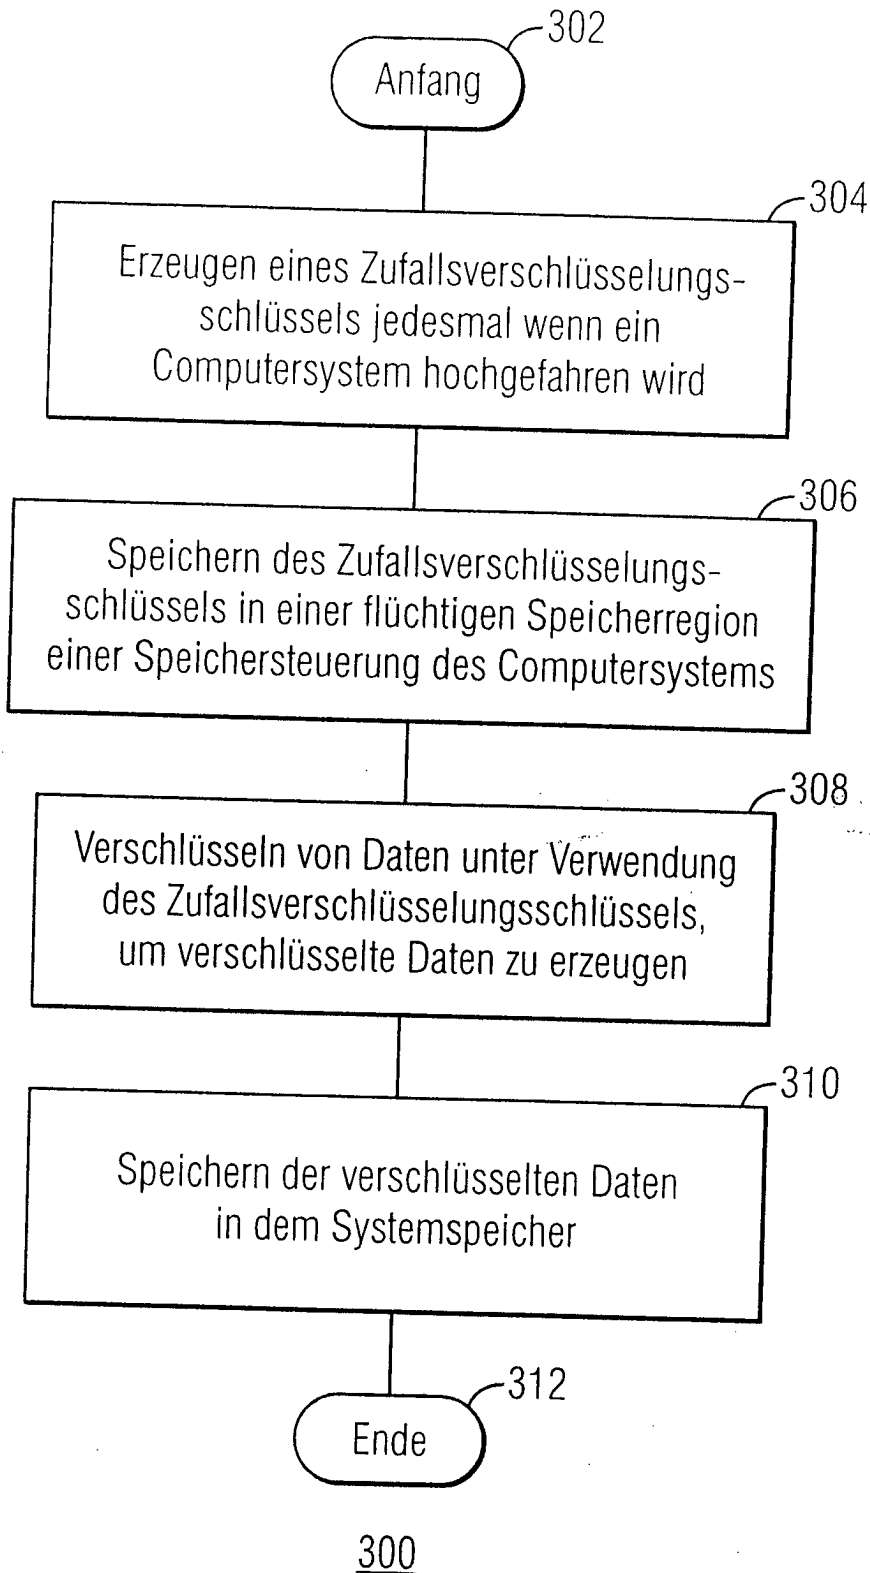 302
Anfang
304
Erzeugen eines Zufallsverschlüsselungs-
schlüssels jedesmal wenn ein
Computersystem hochgefahren wird
306
Speichern des Zufallsverschlüsselungs-
schlüssels in einer flüchtigen Speicherregion
einer Speichersteuerung des Computersystems
308
Verschlüsseln von Daten unter Verwendung
des Zufallsverschlüsselungsschlüssels,
um verschlüsselte Daten zu erzeugen
310
Speichern der verschlüsselten Daten
in dem Systemspeicher
312
Ende
300